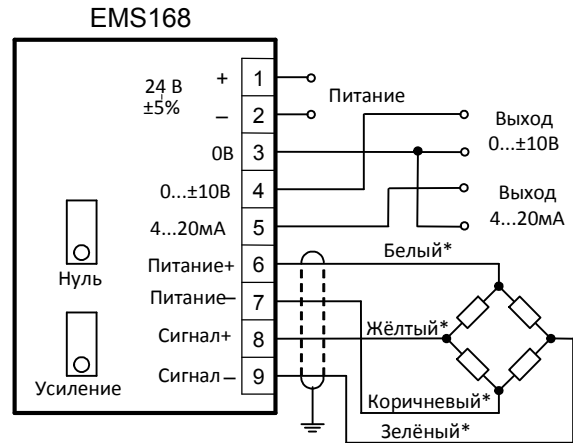 EMS168
24 В
±5%
+ 1
– 2
Питание
0В 3
0...±10В 4
4...20мА 5
Питание+ 6
Питание– 7
Сигнал+ 8
Сигнал– 9
Нуль
Усиление
Выход
0...±10В
Выход
4...20мА
Белый*
Жёлтый*
Коричневый*
Зелёный*